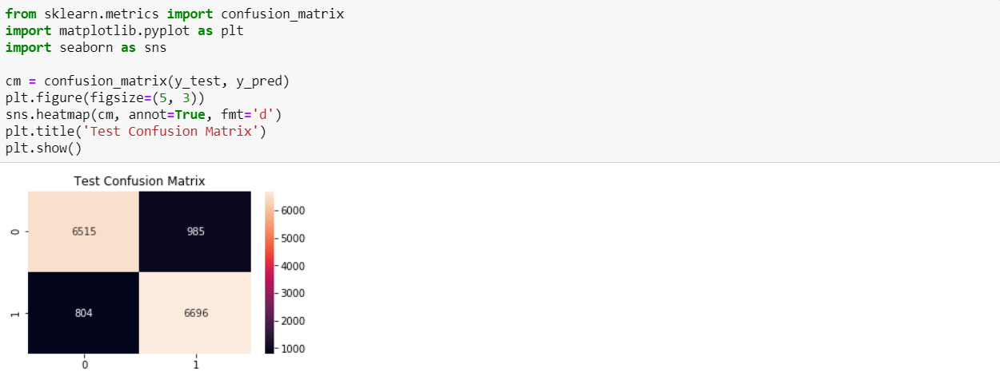 from sklearn.metrics import confusion_matrix
import matplotlib.pyplot as plt
import seaborn as sns
cm = confusion_matrix(y_test, y_pred)
plt.figure(figsize=(5, 3))
sns.heatmap(cm, annot=True, fmt='d')
plt.title('Test Confusion Matrix')
plt.show()
Test Confusion Matrix
0
6515
985
1
804
6696
0
1
6000
5000
4000
3000
2000
1000